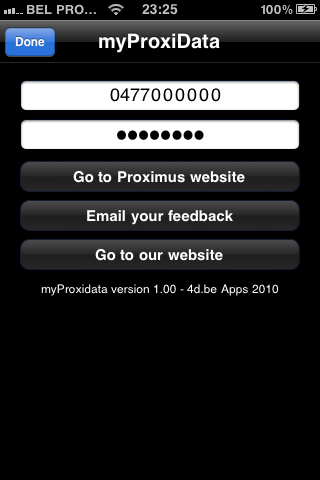 BEL PRO... 23:25 100%
Done myProxiData
0477000000
••••••••
Go to Proximus website
Email your feedback
Go to our website
myProxidata version 1.00 - 4d.be Apps 2010